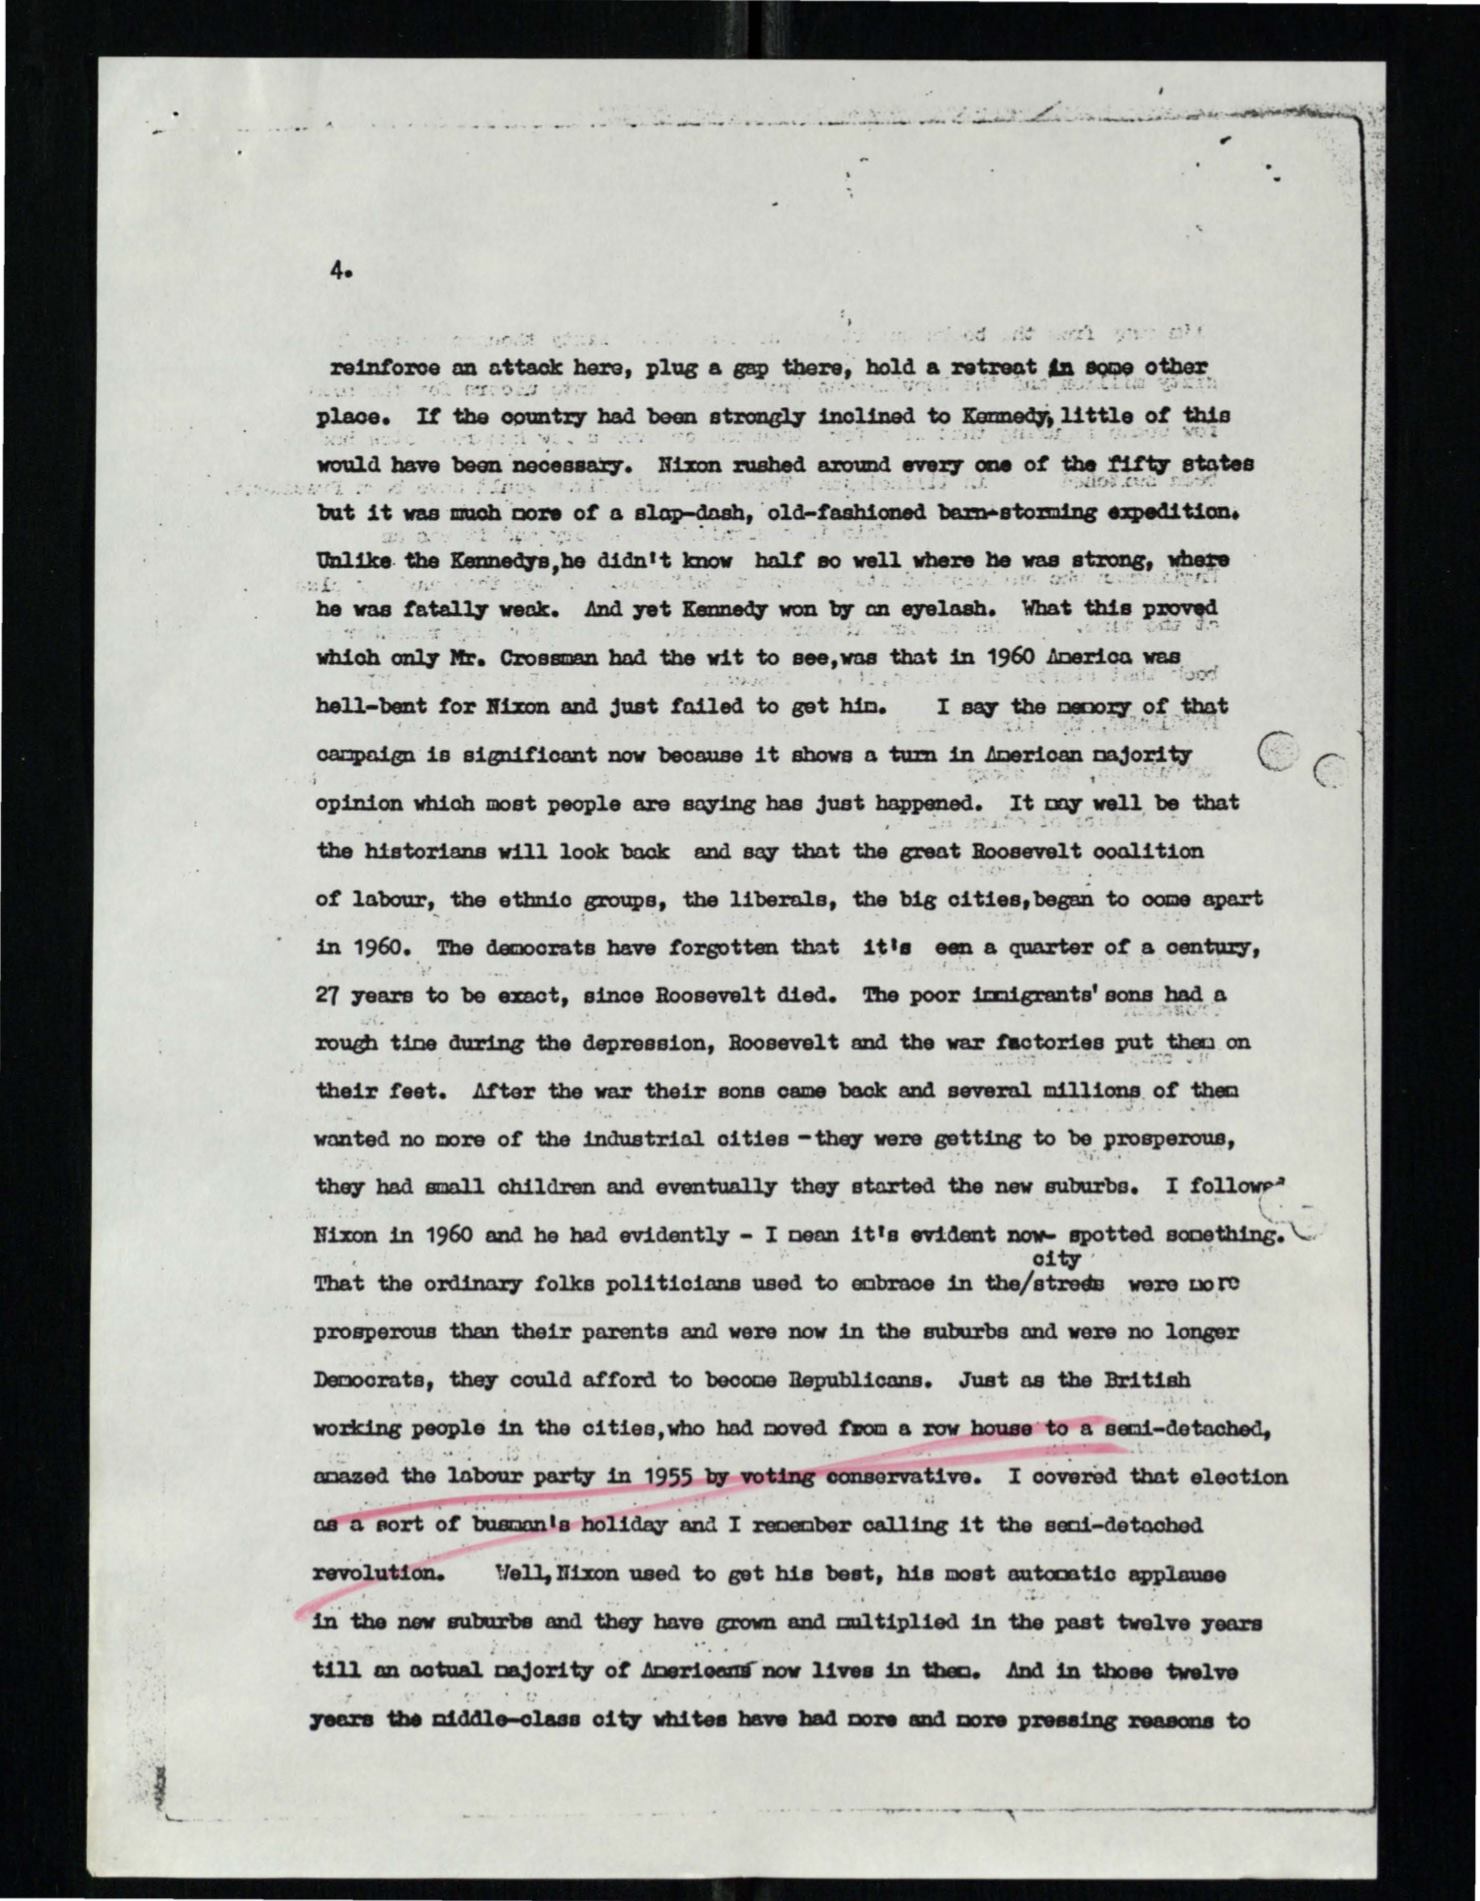 4.
reinforce an attack here, plug a gap there, hold a retreat in some other
place. If the country had been strongly inclined to Kennedy, little of this
would have been necessary. Nixon rushed around every one of the fifty states
but it was much more of a slap-dash, old-fashioned barn-storming expedition.
Unlike the Kennedys,he didn't know half so well where he was strong, where
he was fatally weak. And yet Kennedy won by an eyelash. What this proved
which only Mr. Crossman had the wit to see,was that in 1960 America was
hell-bent for Nixon and just failed to get him. I say the memory of that
campaign is significant now because it shows a turn in American majority
opinion which most people are saying has just happened. It may well be that
the historians will look back and say that the great Roosevelt coalition
of labour, the ethnic groups, the liberals, the big cities,began to come apart
in 1960. The democrats have forgotten that it's een a quarter of a century,
27 years to be exact, since Roosevelt died. The poor immigrants' sons had a
rough time during the depression, Roosevelt and the war factories put them on
their feet. After the war their sons came back and several millions of them
wanted no more of the industrial cities -they were getting to be prosperous,
they had small children and eventually they started the new suburbs. I followed
Nixon in 1960 and he had evidently - I mean it's evident now- spotted something.
city
That the ordinary folks politicians used to embrace in the/streets were more
prosperous than their parents and were now in the suburbs and were no longer
Democrats, they could afford to become Republicans. Just as the British
working people in the cities,who had moved from a row house to a semi-detached,
amazed the labour party in 1955 by voting conservative. I covered that election
as a sort of busman's holiday and I remember calling it the semi-detached
revolution. Well,Nixon used to get his best, his most automatic applause
in the new suburbs and they have grown and multiplied in the past twelve years
till an actual majority of Americans now lives in them. And in those twelve
years the middle-class city whites have had more and more pressing reasons to